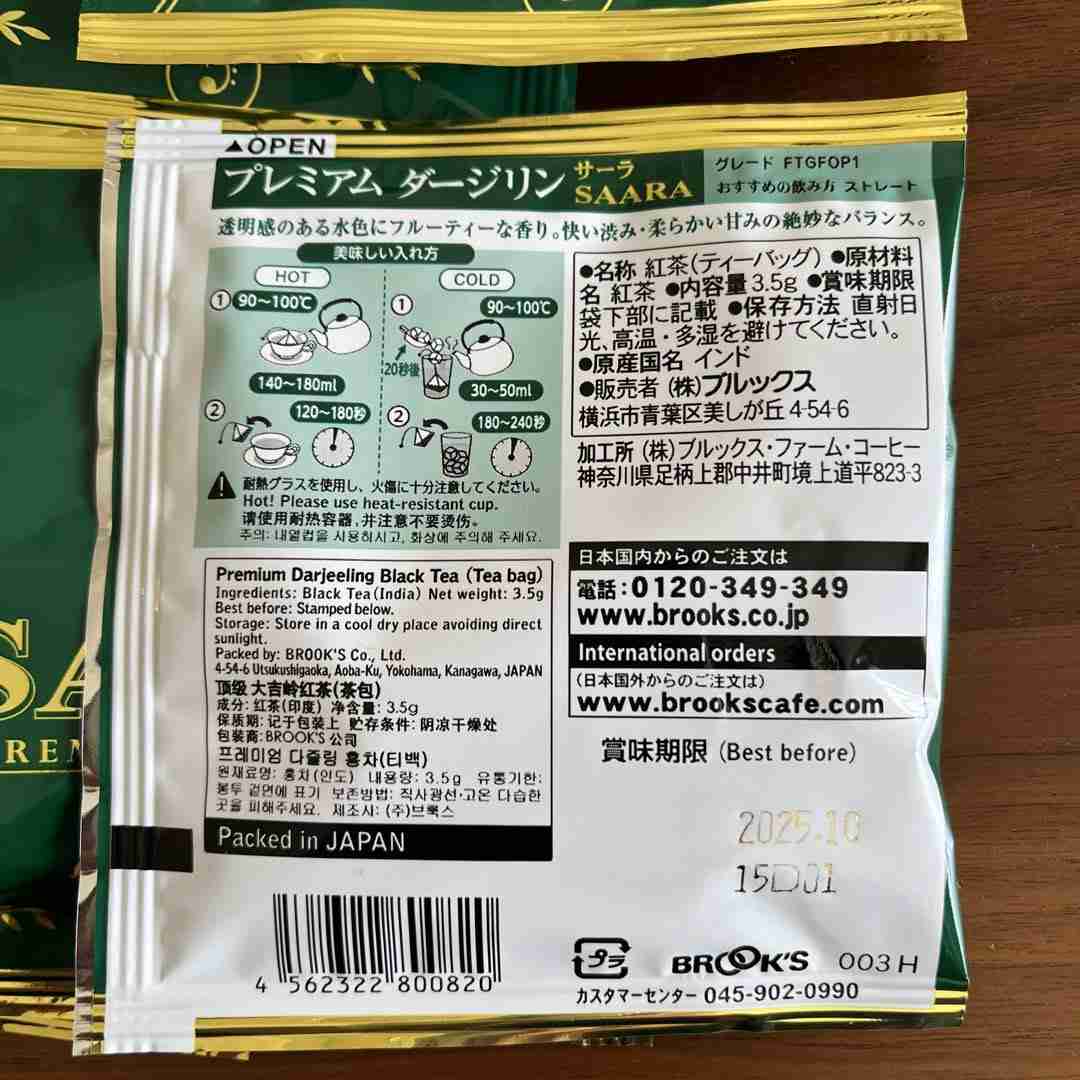 ▲OPEN
プレミアム ダージリン サーラ SAARA
グレード FTGFOP1
おすすめの飲み方 ストレート
透明感のある水色にフルーティーな香り。快い渋み・柔らかい甘みの絶妙なバランス。
美味しい入れ方
HOT
① 90〜100℃
140〜180ml
② 120〜180秒
COLD
① 90〜100℃
20秒後
30〜50ml
② 180〜240秒
耐熱グラスを使用し、火傷に十分注意してください。
Hot! Please use heat-resistant cup.
请使用耐热容器,并注意不要烫伤。
주의: 내열컵을 사용하시고, 화상에 주의해 주세요.
●名称 紅茶(ティーバッグ) ●原材料
名 紅茶 ●内容量 3.5g ●賞味期限
袋下部に記載 ●保存方法 直射日
光、高温・多湿を避けてください。
●原産国名 インド
●販売者 (株)ブルックス
横浜市青葉区美しが丘 4-54-6
加工所 (株)ブルックス・ファーム・コーヒー
神奈川県足柄上郡中井町境上道平823-3
Premium Darjeeling Black Tea (Tea bag)
Ingredients: Black Tea(India) Net weight: 3.5g
Best before: Stamped below.
Storage: Store in a cool dry place avoiding direct
sunlight.
Packed by: BROOK'S Co., Ltd.
4-54-6 Utsukushigaoka, Aoba-Ku, Yokohama, Kanagawa, JAPAN
顶级 大吉岭红茶(茶包)
成分: 红茶(印度) 净含量: 3.5g
保质期: 记于包装上 贮存条件: 阴凉干燥处
包装商: BROOK'S 公司
프레미엄 다즐링 홍차(티백)
원재료명: 홍차(인도) 내용량: 3.5g 유통기한:
봉투 겉면에 표기 보존방법: 직사광선·고온 다습한
곳을 피해주세요. 제조사: (주)브룩스
Packed in JAPAN
日本国内からのご注文は
電話:0120-349-349
www.brooks.co.jp
International orders
(日本国外からのご注文は)
www.brookscafe.com
賞味期限 (Best before)
2025.10
15D01
4 562322 800820
プラ
BROOK'S
003 H
カスタマーセンター 045-902-0990